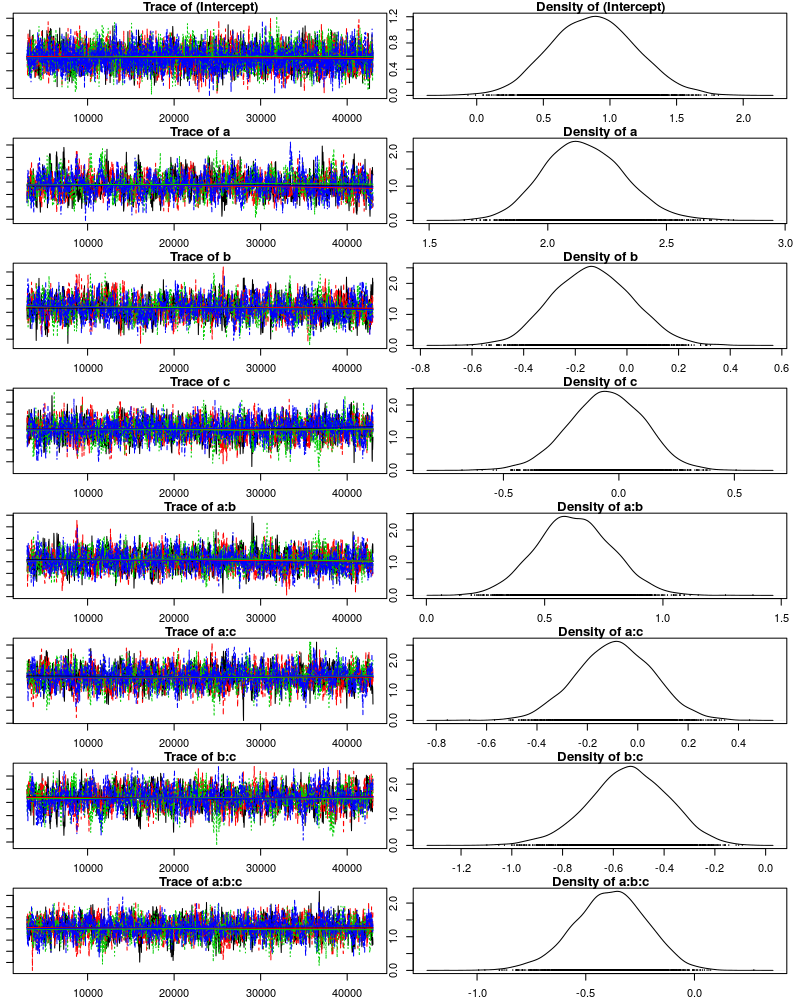 Trace of (Intercept) Density of (Intercept)
0.0 0.4 0.8 1.2
10000 20000 30000 40000 0.0 0.5 1.0 1.5 2.0
Trace of a Density of a
0.0 1.0 2.0
10000 20000 30000 40000 1.5 2.0 2.5 3.0
Trace of b Density of b
0.0 1.0 2.0
10000 20000 30000 40000 -0.8 -0.6 -0.4 -0.2 0.0 0.2 0.4 0.6
Trace of c Density of c
0.0 1.0 2.0
10000 20000 30000 40000 -0.5 0.0 0.5
Trace of a:b Density of a:b
0.0 1.0 2.0
10000 20000 30000 40000 0.0 0.5 1.0 1.5
Trace of a:c Density of a:c
0.0 1.0 2.0
10000 20000 30000 40000 -0.8 -0.6 -0.4 -0.2 0.0 0.2 0.4
Trace of b:c Density of b:c
0.0 1.0 2.0
10000 20000 30000 40000 -1.2 -1.0 -0.8 -0.6 -0.4 -0.2 0.0
Trace of a:b:c Density of a:b:c
0.0 1.0 2.0
10000 20000 30000 40000 -1.0 -0.5 0.0